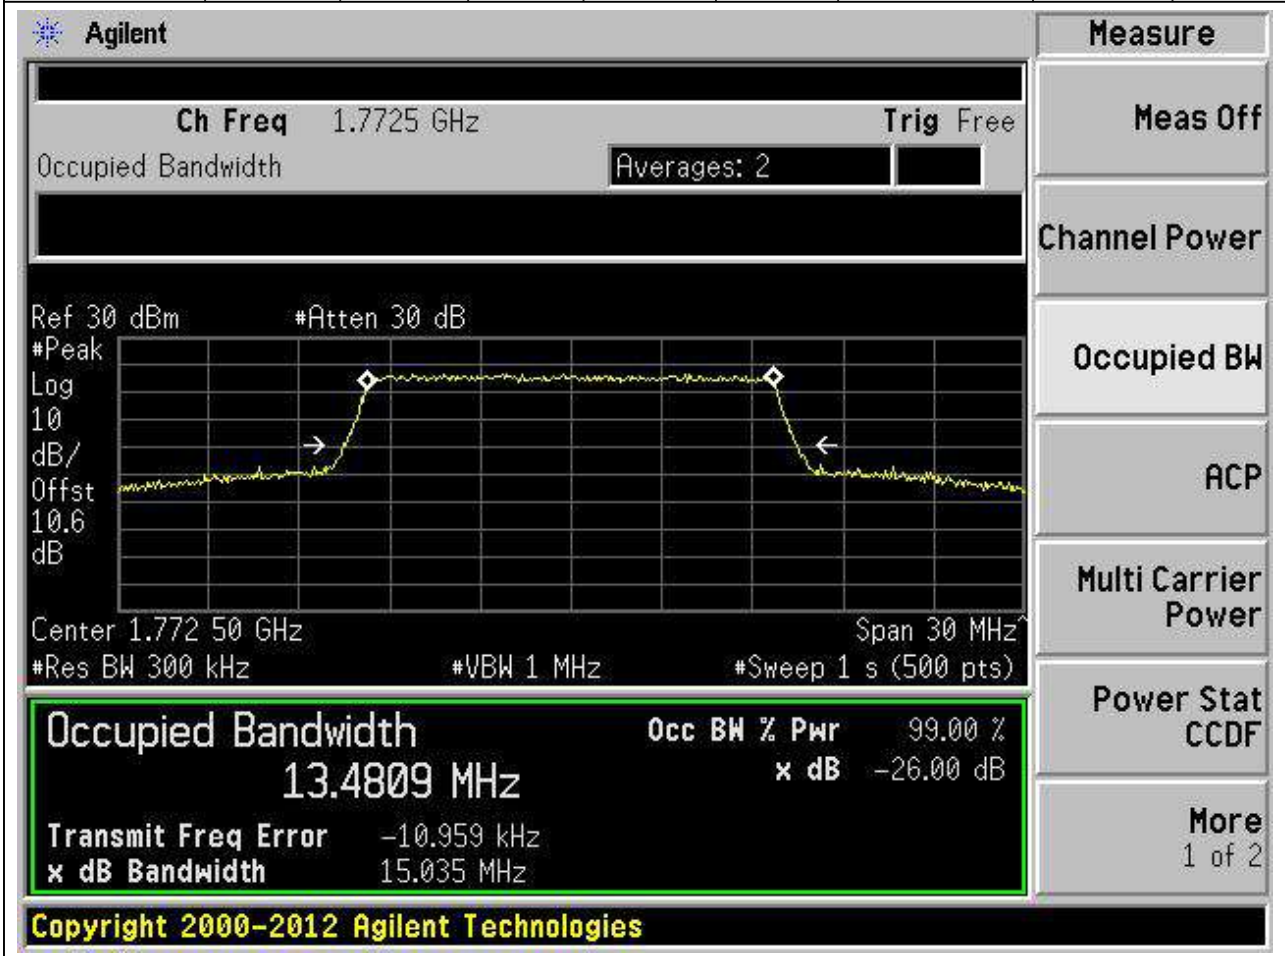 Agilent
Measure
Ch Freq 1.7725 GHz Trig Free
Occupied Bandwidth Averages: 2
Meas Off
Channel Power
Occupied BW
ACP
Multi Carrier
Power
Power Stat
CCDF
More
1 of 2
Ref 30 dBm #Atten 30 dB
#Peak
Log
10
dB/
Offst
10.6
dB
Center 1.772 50 GHz Span 30 MHz^
#Res BW 300 kHz #VBW 1 MHz #Sweep 1 s (500 pts)
Occupied Bandwidth Occ BW % Pwr 99.00 %
13.4809 MHz x dB -26.00 dB
Transmit Freq Error -10.959 kHz
x dB Bandwidth 15.035 MHz
Copyright 2000-2012 Agilent Technologies